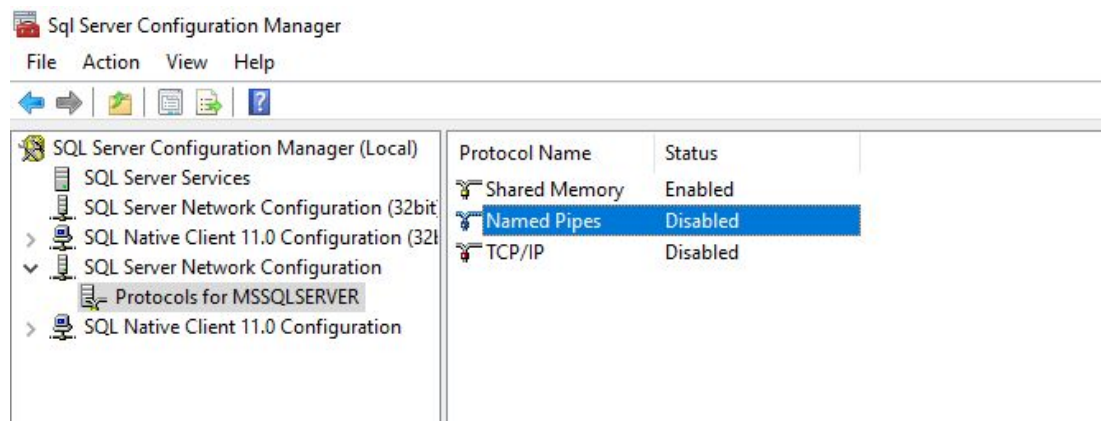 Sql Server Configuration Manager
File Action View Help
SQL Server Configuration Manager (Local)
SQL Server Services
SQL Server Network Configuration (32bit
SQL Native Client 11.0 Configuration (32b
SQL Server Network Configuration
Protocols for MSSQLSERVER
SQL Native Client 11.0 Configuration
Protocol Name Status
Shared Memory Enabled
Named Pipes Disabled
TCP/IP Disabled